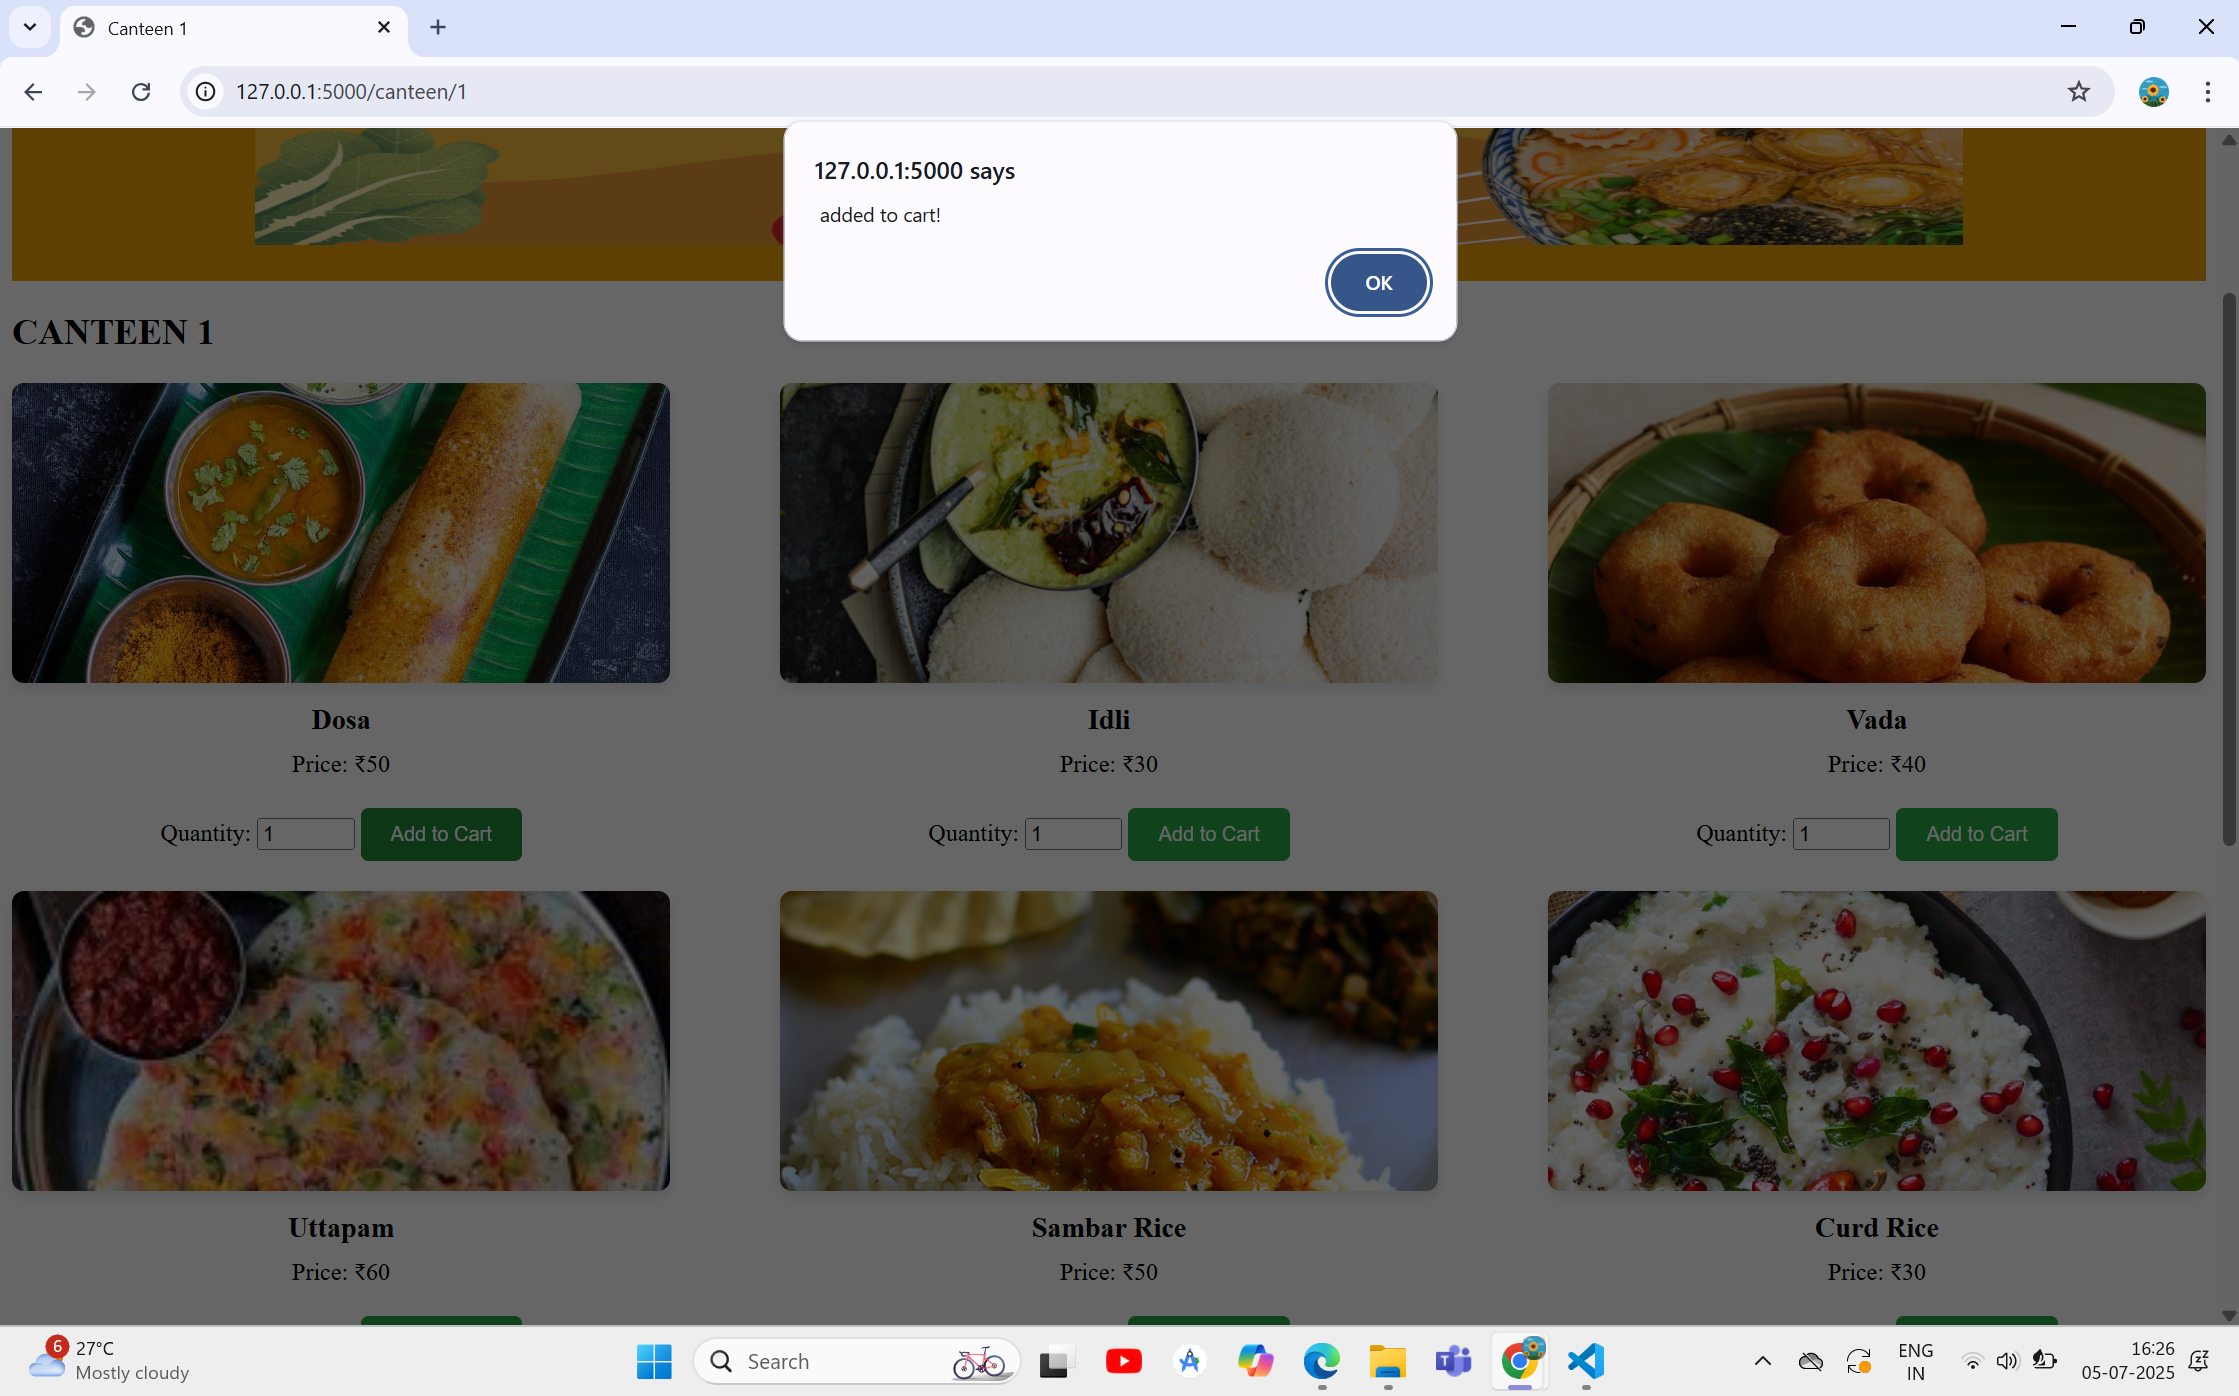 Canteen 1
127.0.0.1:5000/canteen/1
127.0.0.1:5000 says
added to cart!
OK
CANTEEN 1
Dosa
Idli
Vada
Price: ₹50
Price: ₹30
Price: ₹40
Quantity: 1 Add to Cart
Quantity: 1 Add to Cart
Quantity: 1 Add to Cart
Uttapam
Sambar Rice
Curd Rice
Price: ₹60
Price: ₹50
Price: ₹30
6
27°C
Mostly cloudy
Search
ENG
IN
16:26
05-07-2025